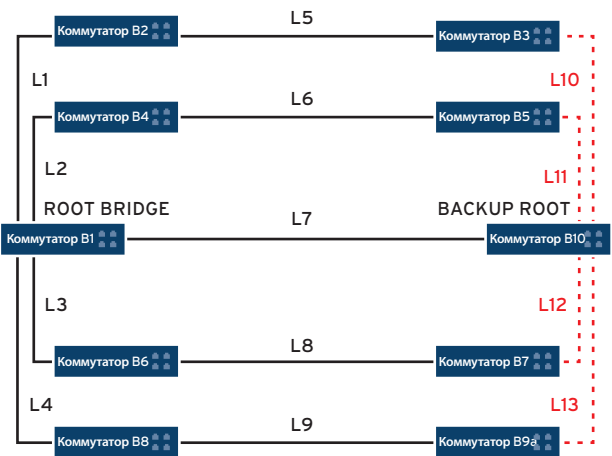 L5
Коммутатор B2
Коммутатор B3
L1
L10
L6
Коммутатор B4
Коммутатор B5
L2
L11
ROOT BRIDGE
BACKUP ROOT
L7
Коммутатор B1
Коммутатор B10
L3
L12
L8
Коммутатор B6
Коммутатор B7
L4
L13
L9
Коммутатор B8
Коммутатор B9a